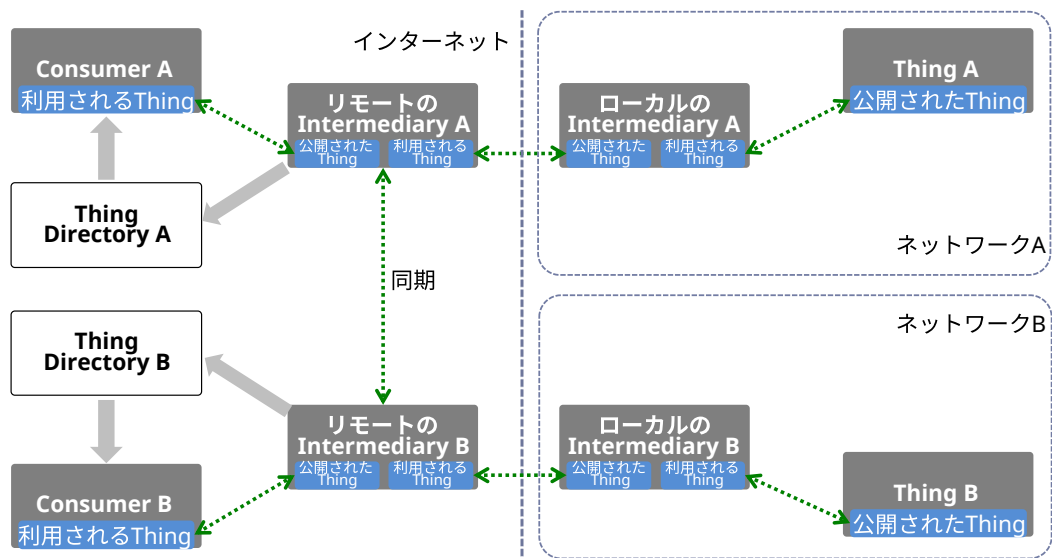 インターネット
Consumer A
利用されるThing
リモートの
Intermediary A
公開された
Thing
利用される
Thing
ローカルの
Intermediary A
公開された
Thing
利用される
Thing
Thing A
公開されたThing
Thing
Directory A
ネットワークA
同期
Thing
Directory B
ネットワークB
リモートの
Intermediary B
公開された
Thing
利用される
Thing
ローカルの
Intermediary B
公開された
Thing
利用される
Thing
Thing B
公開されたThing
Consumer B
利用されるThing